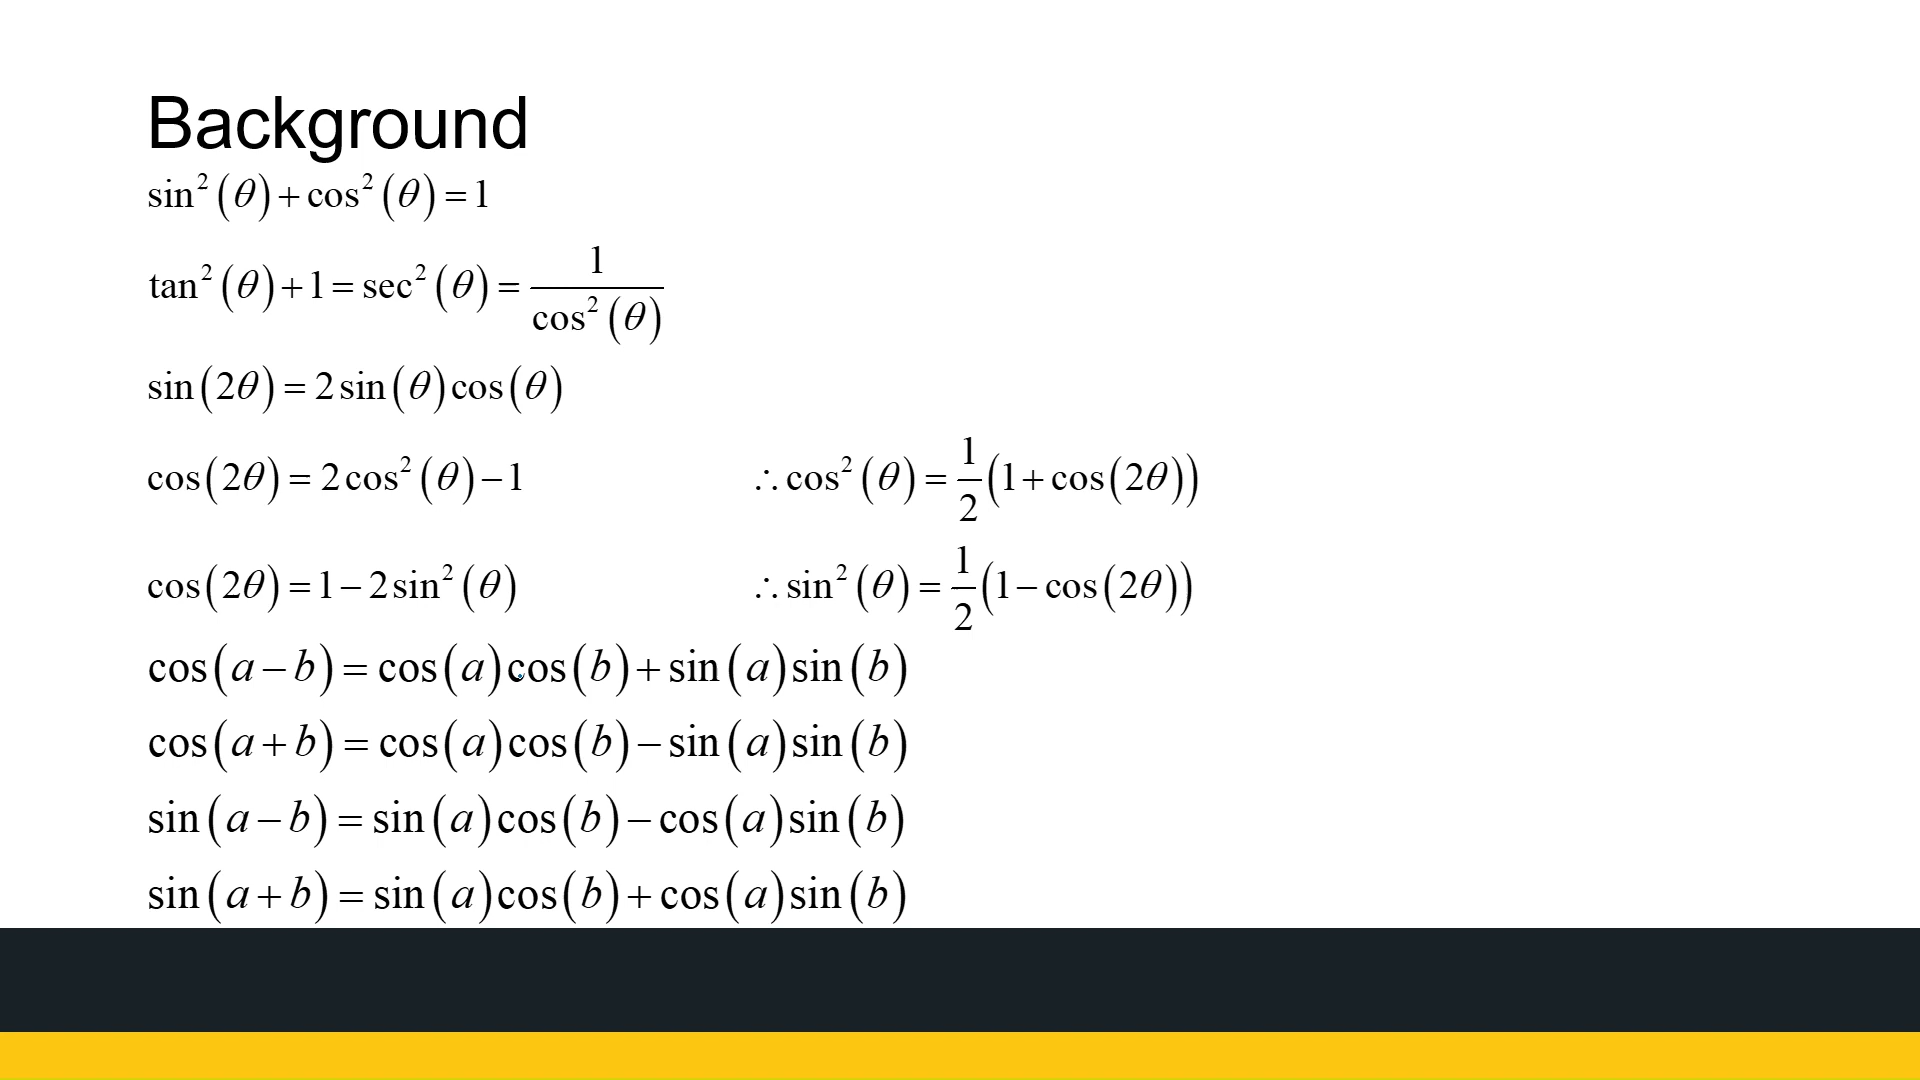 Background
sin²(θ)+cos²(θ)=1
tan²(θ)+1=sec²(θ)=1/cos²(θ)
sin(2θ)=2sin(θ)cos(θ)
cos(2θ)=2cos²(θ)−1 ∴cos²(θ)=1/2(1+cos(2θ))
cos(2θ)=1−2sin²(θ) ∴sin²(θ)=1/2(1−cos(2θ))
cos(a−b)=cos(a)cos(b)+sin(a)sin(b)
cos(a+b)=cos(a)cos(b)−sin(a)sin(b)
sin(a−b)=sin(a)cos(b)−cos(a)sin(b)
sin(a+b)=sin(a)cos(b)+cos(a)sin(b)